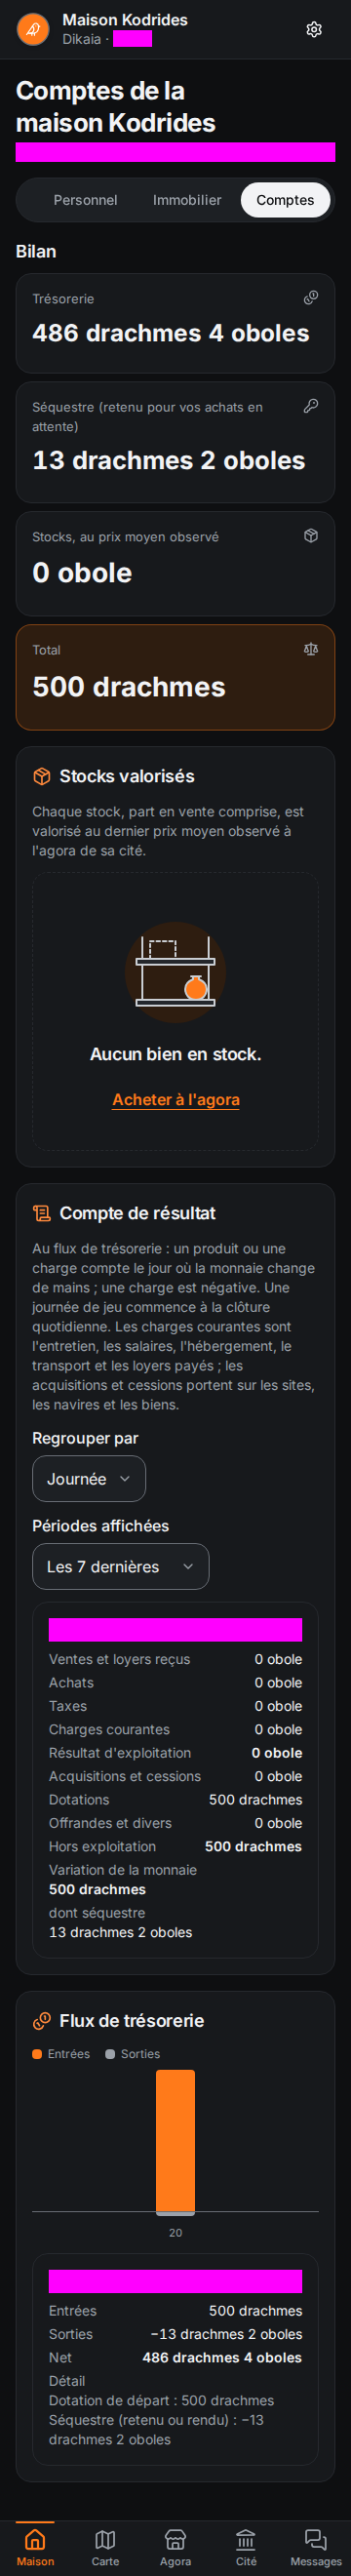 Maison Kodrides
Dikaia ·
Comptes de la
maison Kodrides
Personnel
Immobilier
Comptes
Bilan
Trésorerie
486 drachmes 4 oboles
Séquestre (retenu pour vos achats en
attente)
13 drachmes 2 oboles
Stocks, au prix moyen observé
0 obole
Total
500 drachmes
Stocks valorisés
Chaque stock, part en vente comprise, est
valorisé au dernier prix moyen observé à
l'agora de sa cité.
Aucun bien en stock.
Acheter à l'agora
Compte de résultat
Au flux de trésorerie : un produit ou une
charge compte le jour où la monnaie change
de mains ; une charge est négative. Une
journée de jeu commence à la clôture
quotidienne. Les charges courantes sont
l'entretien, les salaires, l'hébergement, le
transport et les loyers payés ; les
acquisitions et cessions portent sur les sites,
les navires et les biens.
Regrouper par
Journée
Périodes affichées
Les 7 dernières
Ventes et loyers reçus 0 obole
Achats 0 obole
Taxes 0 obole
Charges courantes 0 obole
Résultat d'exploitation 0 obole
Acquisitions et cessions 0 obole
Dotations 500 drachmes
Offrandes et divers 0 obole
Hors exploitation 500 drachmes
Variation de la monnaie
500 drachmes
dont séquestre
13 drachmes 2 oboles
Flux de trésorerie
Entrées Sorties
20
Entrées 500 drachmes
Sorties −13 drachmes 2 oboles
Net 486 drachmes 4 oboles
Détail
Dotation de départ : 500 drachmes
Séquestre (retenu ou rendu) : −13
drachmes 2 oboles
Maison
Carte
Agora
Cité
Messages